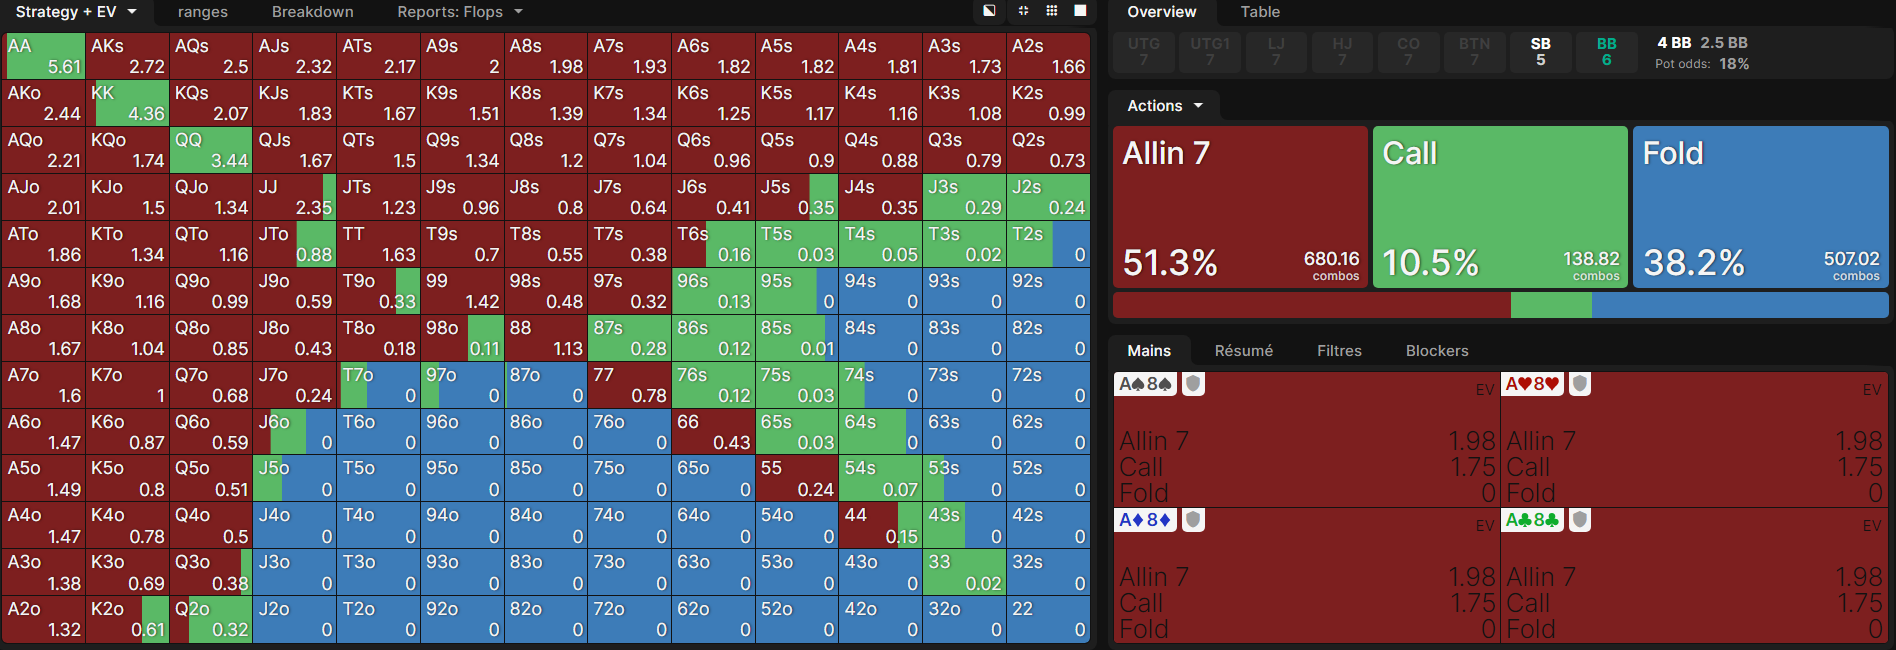 Strategy + EV ranges Breakdown Reports: Flops
AA 5.61 AKs 2.72 AQs 2.5 AJs 2.32 ATs 2.17 A9s 2 A8s 1.98 A7s 1.93 A6s 1.82 A5s 1.82 A4s 1.81 A3s 1.73 A2s 1.66
AKo 2.44 KK 4.36 KQs 2.07 KJs 1.83 KTs 1.67 K9s 1.51 K8s 1.39 K7s 1.34 K6s 1.25 K5s 1.17 K4s 1.16 K3s 1.08 K2s 0.99
AQo 2.21 KQo 1.74 QQ 3.44 QJs 1.67 QTs 1.5 Q9s 1.34 Q8s 1.2 Q7s 1.04 Q6s 0.96 Q5s 0.9 Q4s 0.88 Q3s 0.79 Q2s 0.73
AJo 2.01 KJo 1.5 QJo 1.34 JJ 2.35 JTs 1.23 J9s 0.96 J8s 0.8 J7s 0.64 J6s 0.41 J5s 0.35 J4s 0.35 J3s 0.29 J2s 0.24
ATo 1.86 KTo 1.34 QTo 1.16 JTo 0.88 TT 1.63 T9s 0.7 T8s 0.55 T7s 0.38 T6s 0.16 T5s 0.03 T4s 0.05 T3s 0.02 T2s 0
A9o 1.68 K9o 1.16 Q9o 0.99 J9o 0.59 T9o 0.33 99 1.42 98s 0.48 97s 0.32 96s 0.13 95s 0 94s 0 93s 0 92s 0
A8o 1.67 K8o 1.04 Q8o 0.85 J8o 0.43 T8o 0.18 98o 0.11 88 1.13 87s 0.28 86s 0.12 85s 0.01 84s 0 83s 0 82s 0
A7o 1.6 K7o 1 Q7o 0.68 J7o 0.24 T7o 0 97o 0 87o 0 77 0.78 76s 0.12 75s 0.03 74s 0 73s 0 72s 0
A6o 1.47 K6o 0.87 Q6o 0.59 J6o 0 T6o 0 96o 0 86o 0 76o 0 66 0.43 65s 0.03 64s 0 63s 0 62s 0
A5o 1.49 K5o 0.8 Q5o 0.51 J5o 0 T5o 0 95o 0 85o 0 75o 0 65o 0 55 0.24 54s 0.07 53s 0 52s 0
A4o 1.47 K4o 0.78 Q4o 0.5 J4o 0 T4o 0 94o 0 84o 0 74o 0 64o 0 54o 0 44 0.15 43s 0 42s 0
A3o 1.38 K3o 0.69 Q3o 0.38 J3o 0 T3o 0 93o 0 83o 0 73o 0 63o 0 53o 0 43o 0 33 0.02 32s 0
A2o 1.32 K2o 0.61 Q2o 0.32 J2o 0 T2o 0 92o 0 82o 0 72o 0 62o 0 52o 0 42o 0 32o 0 22 0
Overview Table
UTG UTG1 LJ HJ CO BTN SB BB 4 BB 2.5 BB
7 7 7 7 7 7 5 6 Pot odds: 18%
Actions
Allin 7 Call Fold
51.3% 680.16 combos 10.5% 138.82 combos 38.2% 507.02 combos
Mains Résumé Filtres Blockers
A♠8♠ EV A♥8♥ EV
Allin 7 1.98 Allin 7 1.98
Call 1.75 Call 1.75
Fold 0 Fold 0
A♦8♦ EV A♣8♣ EV
Allin 7 1.98 Allin 7 1.98
Call 1.75 Call 1.75
Fold 0 Fold 0